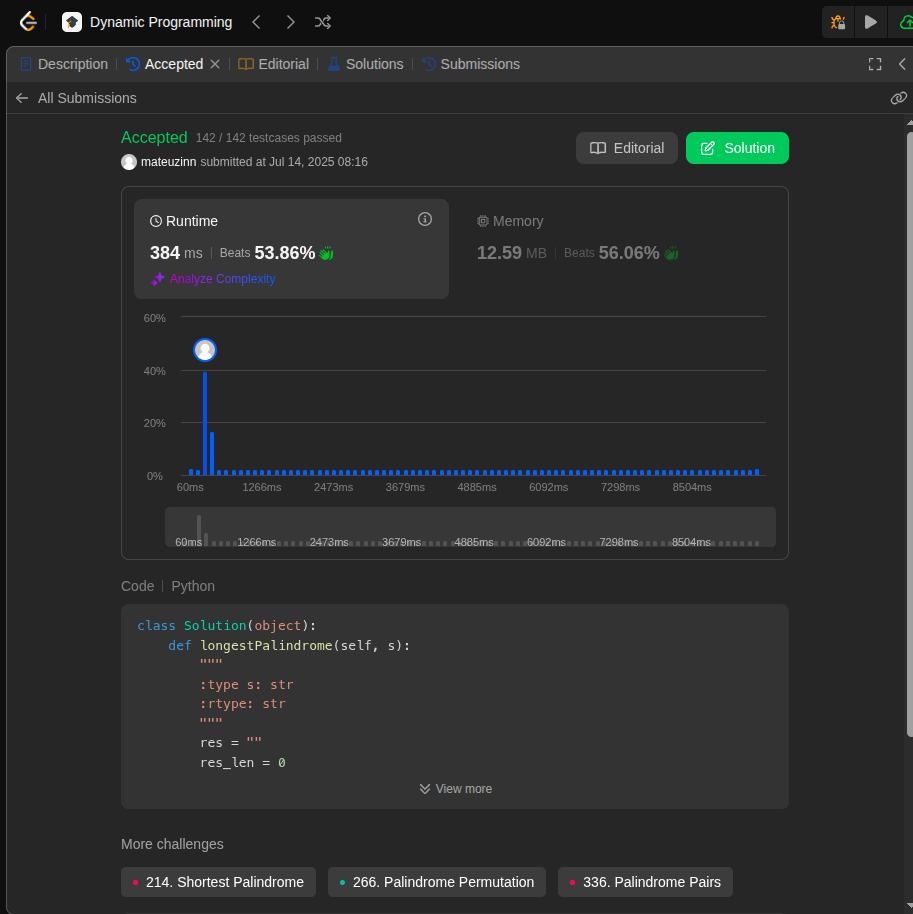 Dynamic Programming
Description Accepted Editorial Solutions Submissions
All Submissions
Accepted 142 / 142 testcases passed
mateuzinn submitted at Jul 14, 2025 08:16
Editorial
Solution
Runtime
384 ms | Beats 53.86%
Analyze Complexity
Memory
12.59 MB | Beats 56.06%
60%
40%
20%
0%
60ms 1266ms 2473ms 3679ms 4885ms 6092ms 7298ms 8504ms
60ms 1266ms 2473ms 3679ms 4885ms 6092ms 7298ms 8504ms
Code | Python
class Solution(object):
    def longestPalindrome(self, s):
        """
        :type s: str
        :rtype: str
        """
        res = ""
        res_len = 0
View more
More challenges
214. Shortest Palindrome
266. Palindrome Permutation
336. Palindrome Pairs